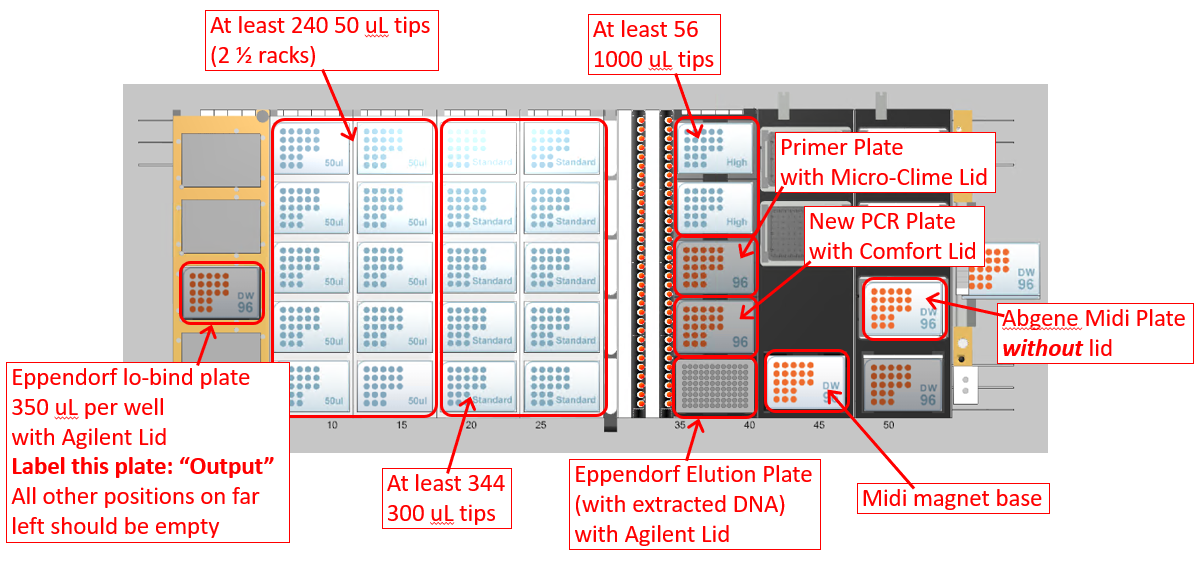 At least 240 50 uL tips
(2 ½ racks)
At least 56
1000 uL tips
Primer Plate
with Micro-Clime Lid
New PCR Plate
with Comfort Lid
Abgene Midi Plate
without lid
Eppendorf lo-bind plate
350 uL per well
with Agilent Lid
Label this plate: “Output”
All other positions on far
left should be empty
At least 344
300 uL tips
Eppendorf Elution Plate
(with extracted DNA)
with Agilent Lid
Midi magnet base
50ul 50ul Standard Standard High
50ul 50ul Standard Standard High
DW
96
50ul 50ul Standard Standard 96
DW
96
DW
96
50ul 50ul Standard Standard 96
50ul 50ul Standard Standard
DW
96
DW
96
10 15 20 25 35 40 45 50